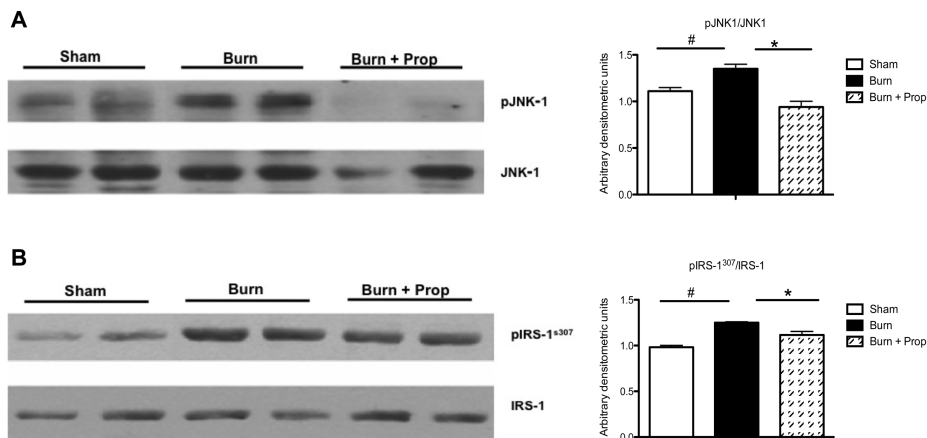 A
Sham Burn Burn + Prop
pJNK-1
JNK-1
pJNK1/JNK1
# *
Arbitrary densitometric units
1.5
1.0
0.5
0.0
Sham
Burn
Burn + Prop
B
Sham Burn Burn + Prop
pIRS-1ˢ³⁰⁷
IRS-1
pIRS-1³⁰⁷/IRS-1
# *
Arbitrary densitometric units
1.5
1.0
0.5
0.0
Sham
Burn
Burn + Prop